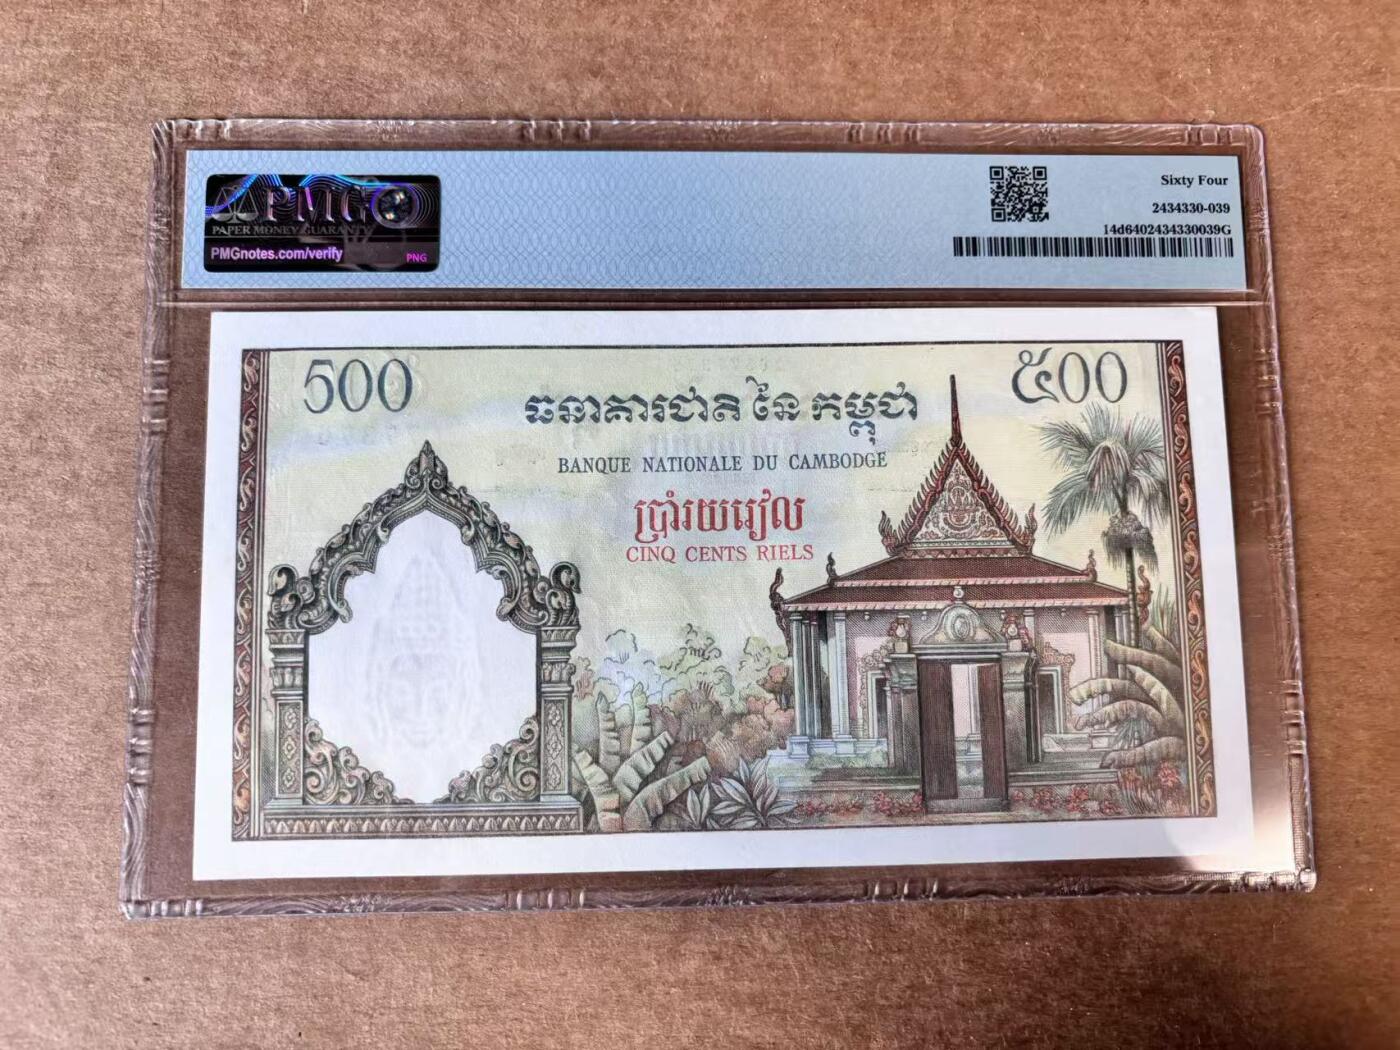 PMG
PAPER MONEY GUARANTY
PMGnotes.com/verify
PNG
Sixty Four
2434330-039
14d6402434330039G
500
៥00
ធនាគារជាតិ នៃ កម្ពុជា
BANQUE NATIONALE DU CAMBODGE
ប្រាំរយរៀល
CINQ CENTS RIELS